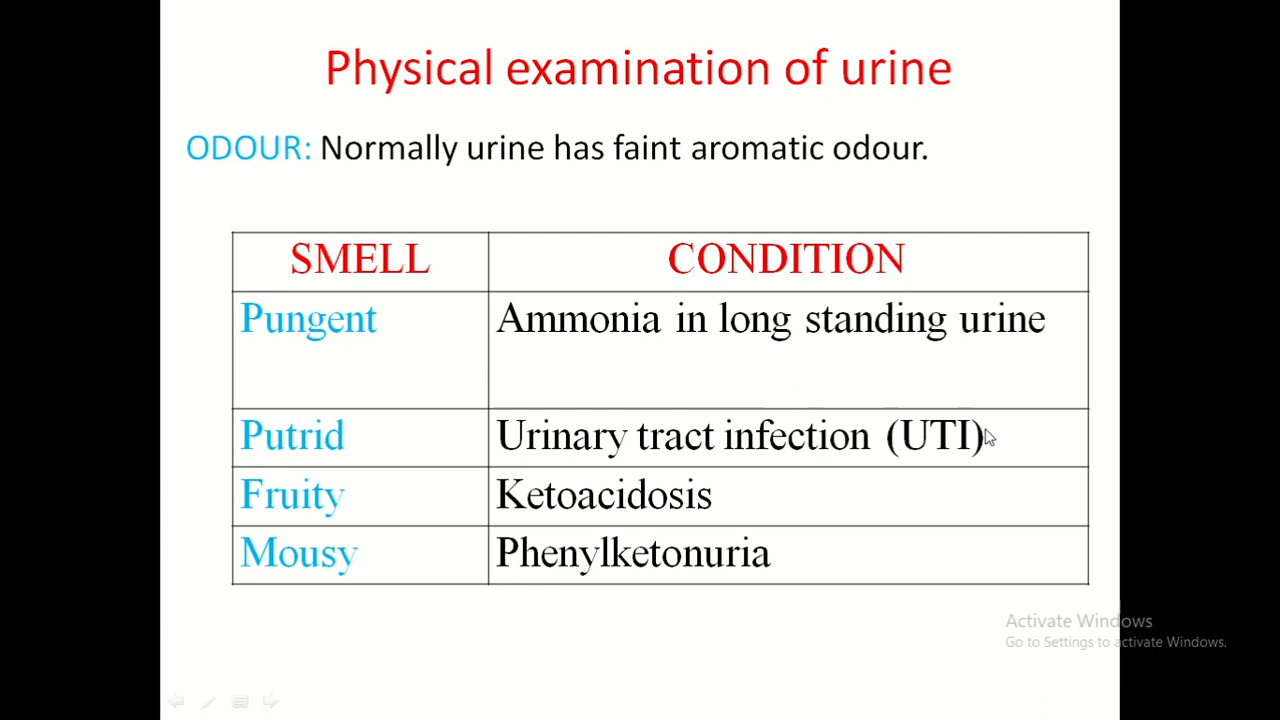 Physical examination of urine
ODOUR: Normally urine has faint aromatic odour.
SMELL CONDITION
Pungent Ammonia in long standing urine
Putrid Urinary tract infection (UTI)
Fruity Ketoacidosis
Mousy Phenylketonuria
Activate Windows
Go to Settings to activate Windows.